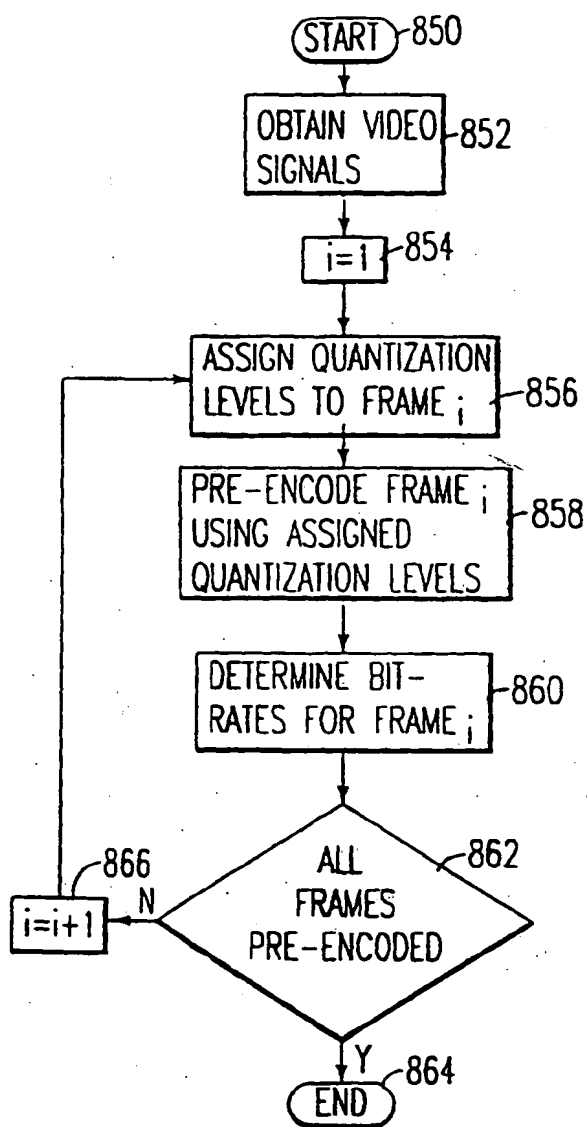 START 850
OBTAIN VIDEO
SIGNALS
852
i=1 854
ASSIGN QUANTIZATION
LEVELS TO FRAME i
856
PRE-ENCODE FRAME i
USING ASSIGNED
QUANTIZATION LEVELS
858
DETERMINE BIT-
RATES FOR FRAME i
860
ALL
FRAMES
PRE-ENCODED
862
N
866
i=i+1
Y
END 864